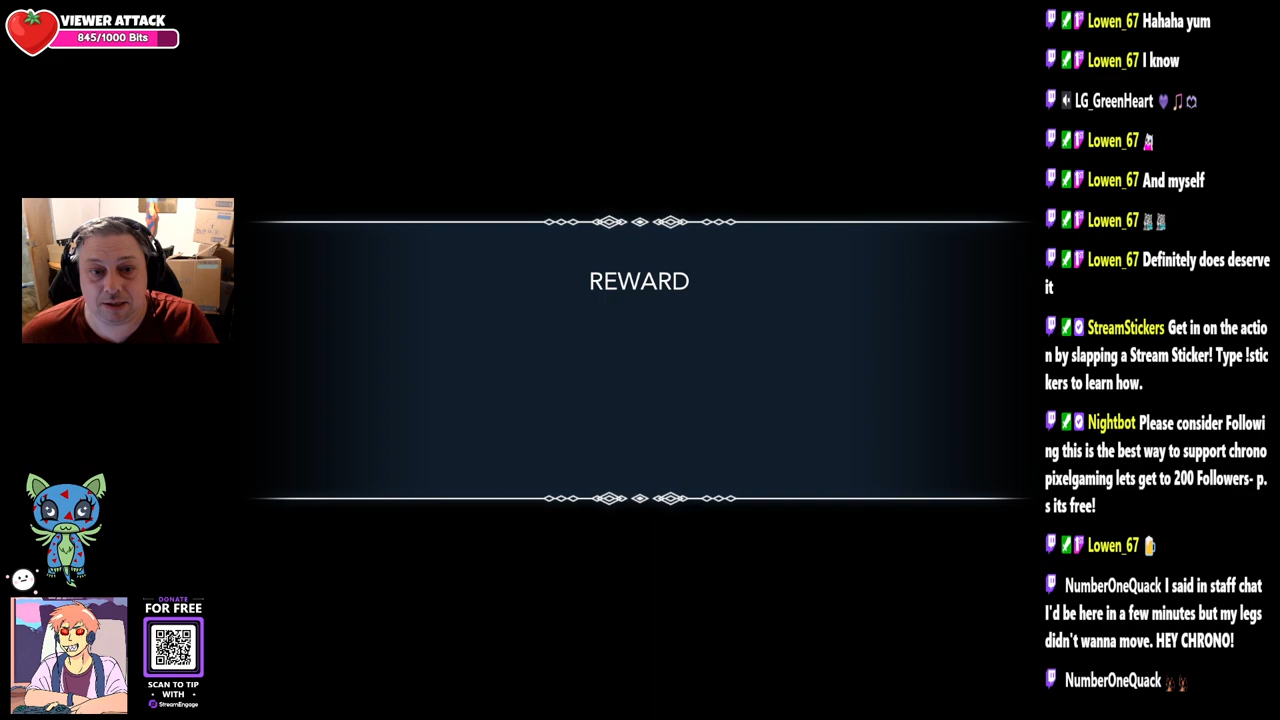 VIEWER ATTACK
845/1000 Bits
REWARD
DONATE
FOR FREE
SCAN TO TIP
• WITH •
StreamEngage
Lowen_67 Hahaha yum
Lowen_67 I know
LG_GreenHeart
Lowen_67
Lowen_67 And myself
Lowen_67
Lowen_67 Definitely does deserve
it
StreamStickers Get in on the actio
n by slapping a Stream Sticker! Type !stic
kers to learn how.
Nightbot Please consider Followi
ng this is the best way to support chrono
pixelgaming lets get to 200 Followers- p.
s its free!
Lowen_67
NumberOneQuack I said in staff chat
I'd be here in a few minutes but my legs
didn't wanna move. HEY CHRONO!
NumberOneQuack